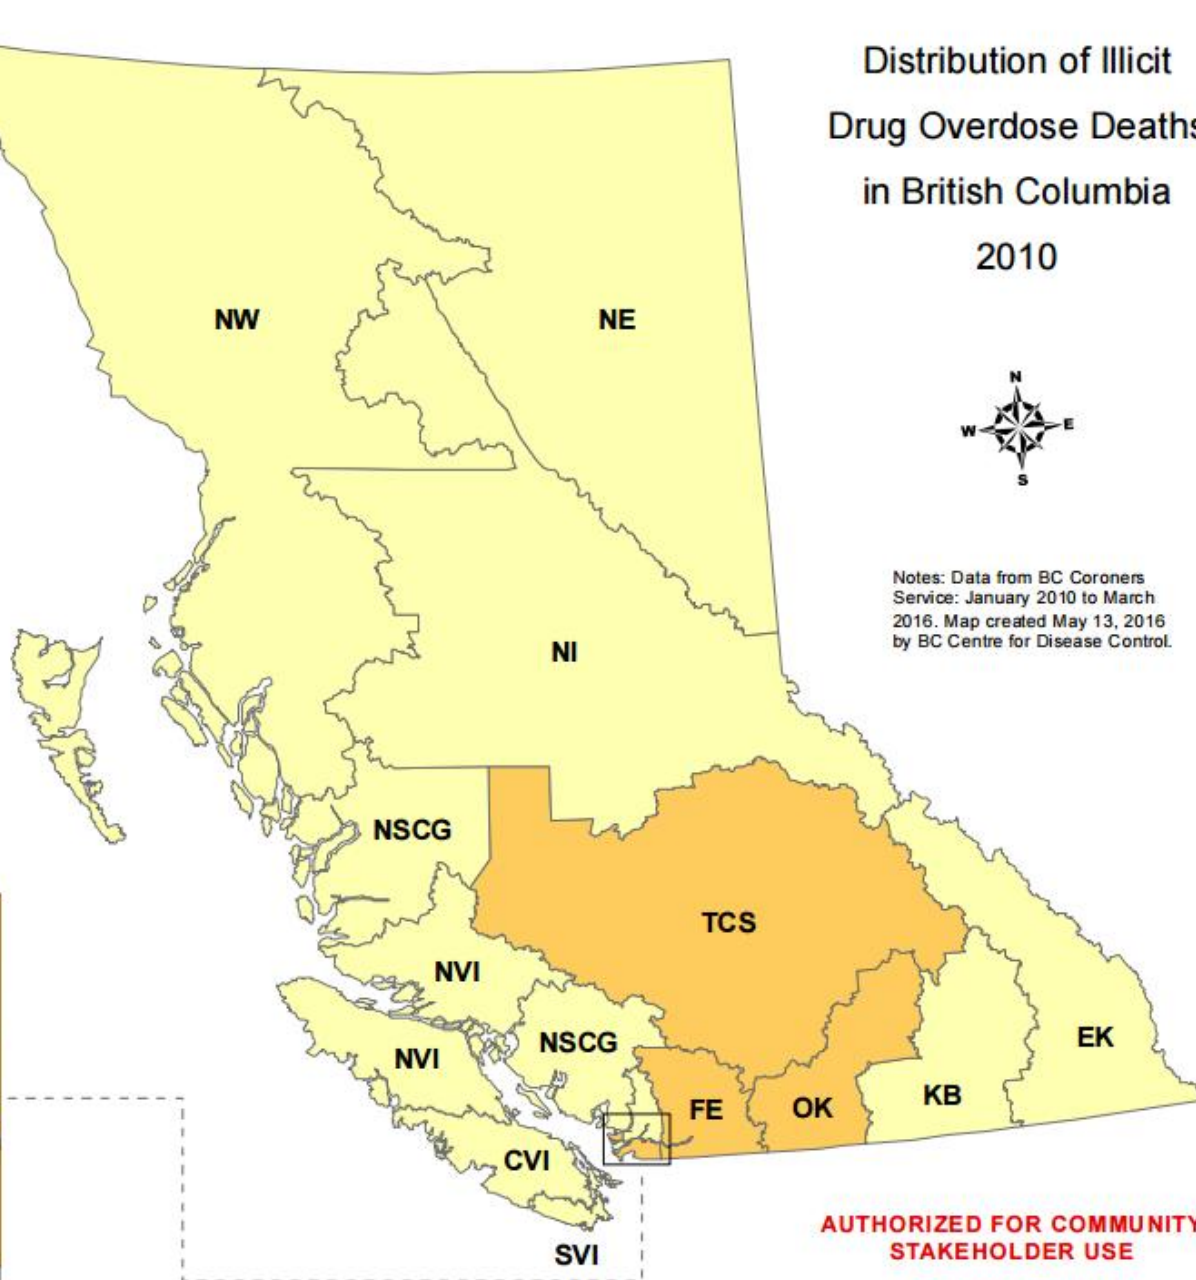 Distribution of Illicit
Drug Overdose Deaths
in British Columbia
2010
NW
NE
N
W
E
S
Notes: Data from BC Coroners
Service: January 2010 to March
2016. Map created May 13, 2016
by BC Centre for Disease Control.
NI
NSCG
TCS
NVI
NSCG
NVI
EK
KB
FE
OK
CVI
SVI
AUTHORIZED FOR COMMUNITY
STAKEHOLDER USE